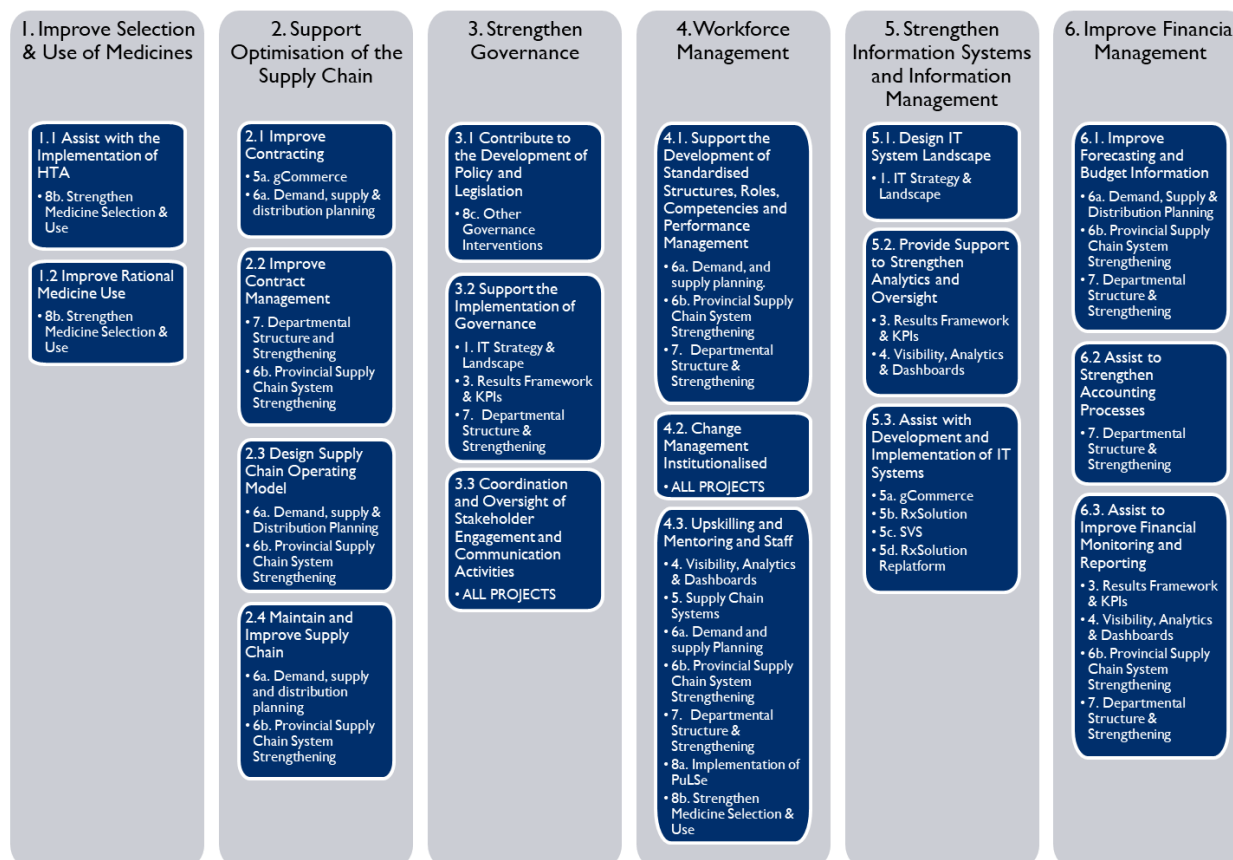 1. Improve Selection
& Use of Medicines
1.1 Assist with the
Implementation of
HTA
• 8b. Strengthen
Medicine Selection &
Use
1.2 Improve Rational
Medicine Use
• 8b. Strengthen
Medicine Selection &
Use
2. Support
Optimisation of the
Supply Chain
2.1 Improve
Contracting
• 5a. gCommerce
• 6a. Demand, supply &
distribution planning
2.2 Improve
Contract
Management
• 7. Departmental
Structure and
Strengthening
• 6b. Provincial Supply
Chain System
Strengthening
2.3 Design Supply
Chain Operating
Model
• 6a. Demand, supply &
Distribution Planning
• 6b. Provincial Supply
Chain System
Strengthening
2.4 Maintain and
Improve Supply
Chain
• 6a. Demand, supply
and distribution
planning
• 6b. Provincial Supply
Chain System
Strengthening
3. Strengthen
Governance
3.1 Contribute to
the Development of
Policy and
Legislation
• 8c. Other
Governance
Interventions
3.2 Support the
Implementation of
Governance
• 1. IT Strategy &
Landscape
• 3. Results Framework
& KPIs
• 7. Departmental
Structure &
Strengthening
3.3 Coordination
and Oversight of
Stakeholder
Engagement and
Communication
Activities
• ALL PROJECTS
4. Workforce
Management
4.1. Support the
Development of
Standardised
Structures, Roles,
Competencies and
Performance
Management
• 6a. Demand, and
supply planning.
• 6b. Provincial Supply
Chain System
Strengthening
• 7. Departmental
Structure &
Strengthening
4.2. Change
Management
Institutionalised
• ALL PROJECTS
4.3. Upskilling and
Mentoring and Staff
• 4. Visibility, Analytics
& Dashboards
• 5. Supply Chain
Systems
• 6a. Demand and
supply Planning
• 6b. Provincial Supply
Chain System
Strengthening
• 7. Departmental
Structure &
Strengthening
• 8a. Implementation of
PuLSe
• 8b. Strengthen
Medicine Selection &
Use
5. Strengthen
Information Systems
and Information
Management
5.1. Design IT
System Landscape
• 1. IT Strategy &
Landscape
5.2. Provide Support
to Strengthen
Analytics and
Oversight
• 3. Results Framework
& KPIs
• 4. Visibility, Analytics
& Dashboards
5.3. Assist with
Development and
Implementation of IT
Systems
• 5a. gCommerce
• 5b. RxSolution
• 5c. SVS
• 5d. RxSolution
Replatform
6. Improve Financial
Management
6.1. Improve
Forecasting and
Budget Information
• 6a. Demand, Supply &
Distribution Planning
• 6b. Provincial Supply
Chain System
Strengthening
• 7. Departmental
Structure &
Strengthening
6.2 Assist to
Strengthen
Accounting
Processes
• 7. Departmental
Structure &
Strengthening
6.3. Assist to
Improve Financial
Monitoring and
Reporting
• 3. Results Framework
& KPIs
• 4. Visibility, Analytics
& Dashboards
• 6b. Provincial Supply
Chain System
Strengthening
• 7. Departmental
Structure &
Strengthening